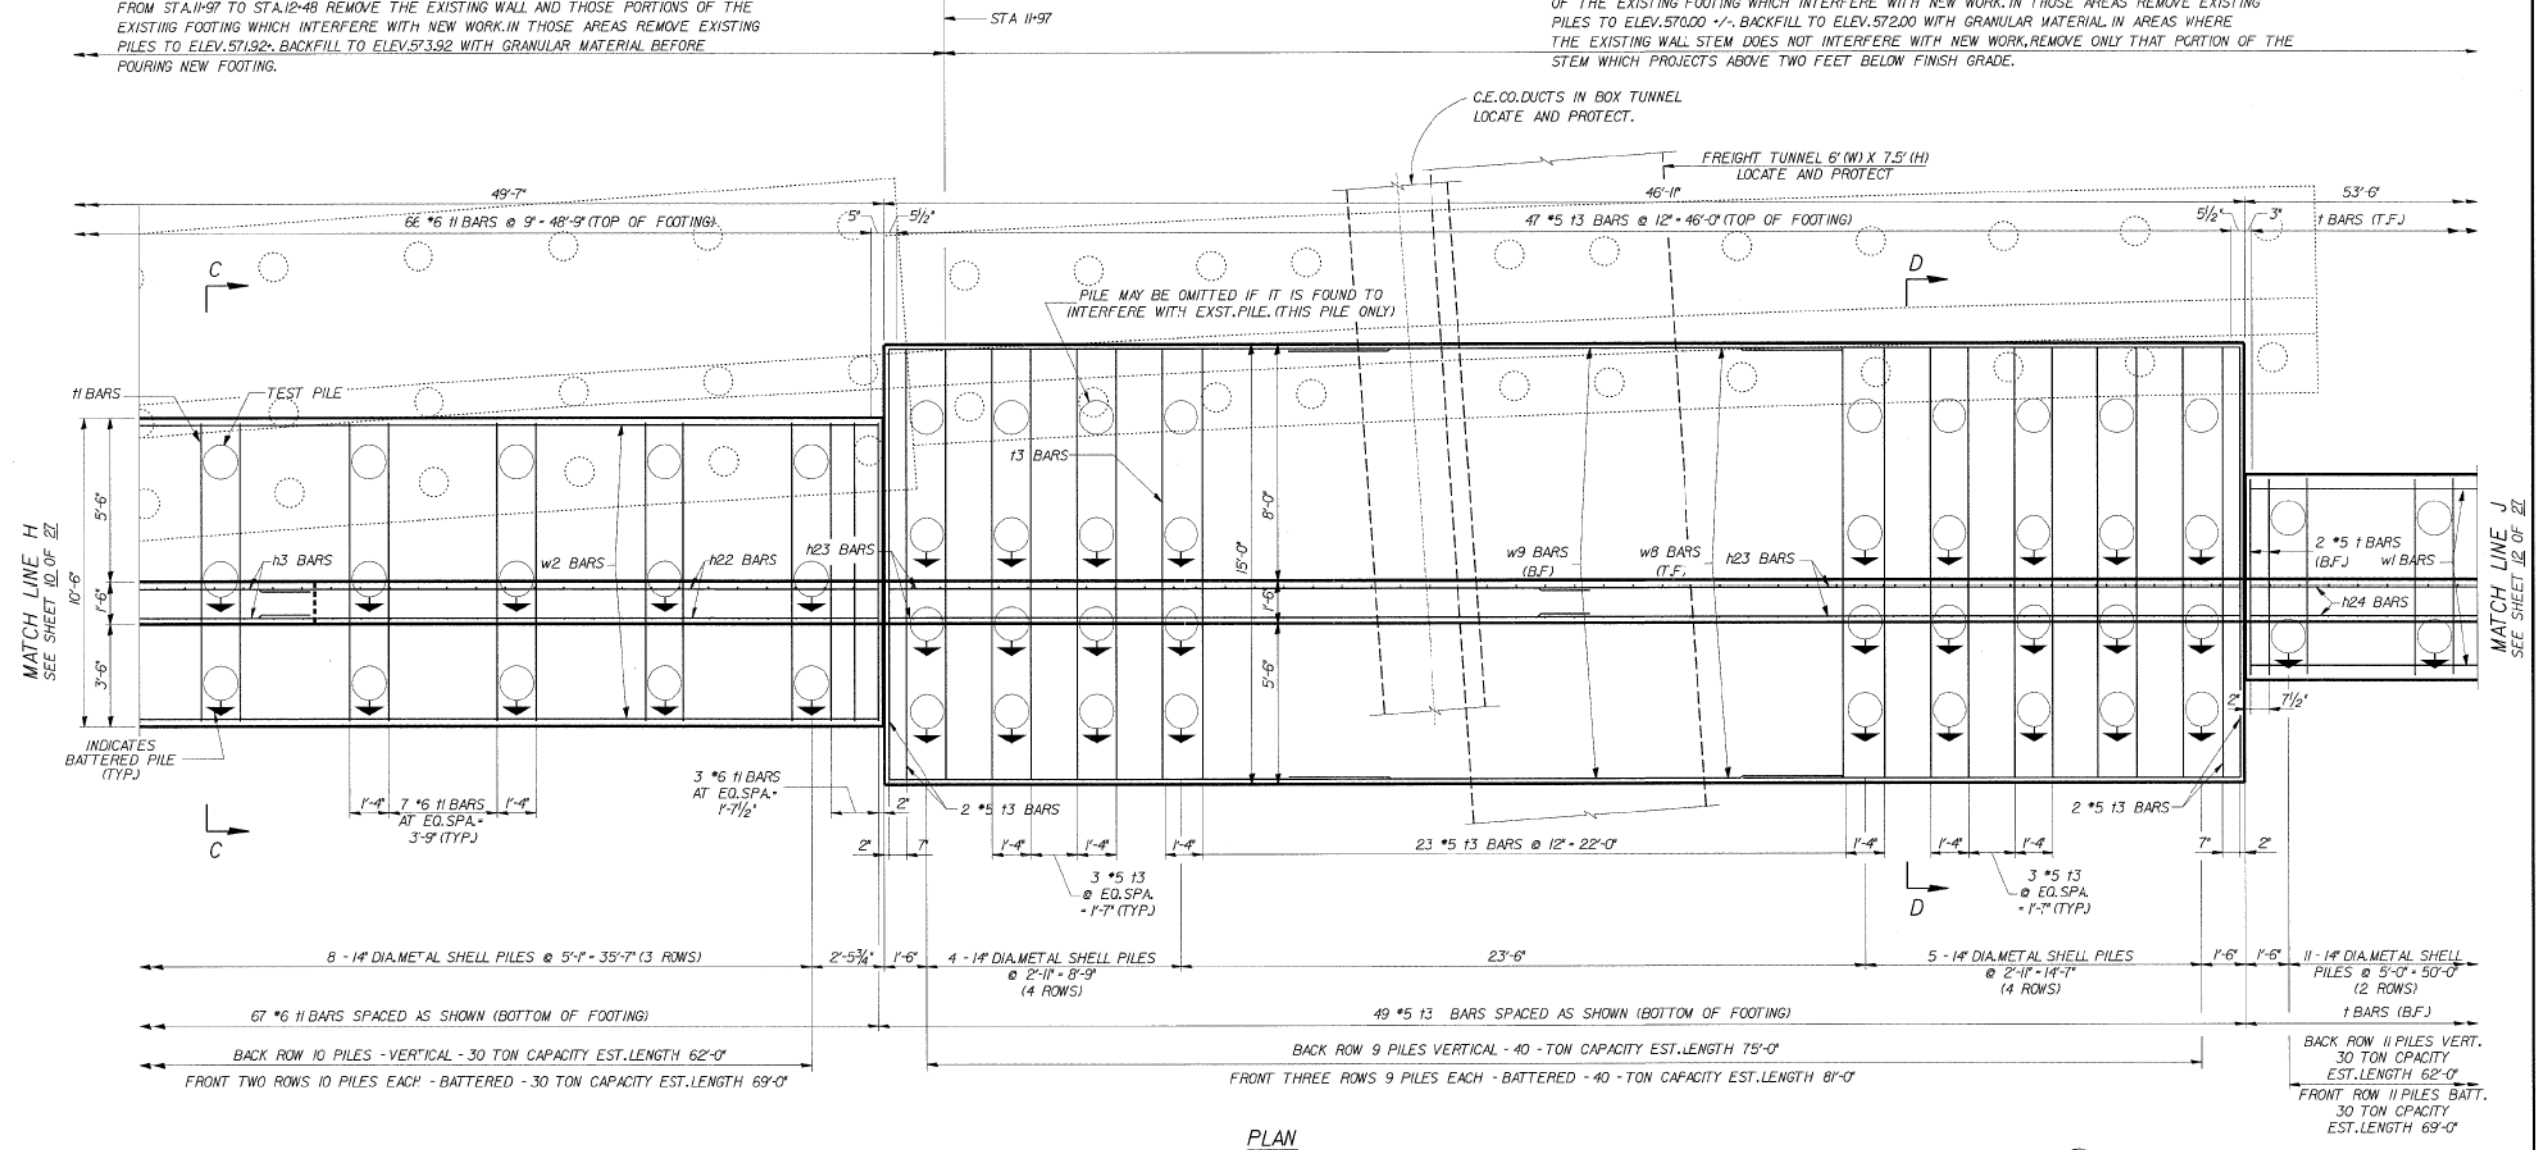 FROM STA.11+97 TO STA.12+48 REMOVE THE EXISTING WALL AND THOSE PORTIONS OF THE
EXISTING FOOTING WHICH INTERFERE WITH NEW WORK. IN THOSE AREAS REMOVE EXISTING
PILES TO ELEV.571.92+. BACKFILL TO ELEV.573.92 WITH GRANULAR MATERIAL BEFORE
POURING NEW FOOTING.
STA 11+97
OF THE EXISTING FOOTING WHICH INTERFERE WITH NEW WORK. IN THOSE AREAS REMOVE EXISTING
PILES TO ELEV.570.00 +/-. BACKFILL TO ELEV.572.00 WITH GRANULAR MATERIAL. IN AREAS WHERE
THE EXISTING WALL STEM DOES NOT INTERFERE WITH NEW WORK, REMOVE ONLY THAT PORTION OF THE
STEM WHICH PROJECTS ABOVE TWO FEET BELOW FINISH GRADE.
C.E.CO. DUCTS IN BOX TUNNEL
LOCATE AND PROTECT.
FREIGHT TUNNEL 6' (W) X 7.5' (H)
LOCATE AND PROTECT
49'-7"
46'-11"
53'-6"
66 #6 t1 BARS @ 9" = 48'-9" (TOP OF FOOTING)
5"
5½"
47 #5 t3 BARS @ 12" = 46'-0" (TOP OF FOOTING)
5½"
3"
t BARS (T.F.)
C
D
PILE MAY BE OMITTED IF IT IS FOUND TO
INTERFERE WITH EXST. PILE. (THIS PILE ONLY)
t1 BARS
TEST PILE
t3 BARS
MATCH LINE H
SEE SHEET 10 OF 27
10'-6"
5'-6"
1'-6"
3'-6"
h3 BARS
w2 BARS
h22 BARS
h23 BARS
15'-0"
8'-0"
1'-6"
5'-6"
w9 BARS
(B.F.)
w8 BARS
(T.F.)
h23 BARS
2 #5 t BARS
(B.F.)
w1 BARS
h24 BARS
MATCH LINE J
SEE SHEET 12 OF 27
2"
7½"
INDICATES
BATTERED PILE
(TYP.)
1'-4"
7 #6 t1 BARS
AT EQ. SPA. =
3'-9" (TYP.)
1'-4"
3 #6 t1 BARS
AT EQ. SPA. =
1'-7½"
2"
2 #5 t3 BARS
2 #5 t3 BARS
C
2"
7"
1'-4"
1'-4"
1'-4"
23 #5 t3 BARS @ 12" = 22'-0"
1'-4"
1'-4"
1'-4"
7"
2"
3 #5 t3
@ EQ. SPA.
= 1'-7" (TYP.)
D
3 #5 t3
@ EQ. SPA.
= 1'-7" (TYP.)
8 - 14" DIA. METAL SHELL PILES @ 5'-1" = 35'-7" (3 ROWS)
2'-5¾"
1'-6"
4 - 14" DIA. METAL SHELL PILES
@ 2'-11" = 8'-9"
(4 ROWS)
23'-6"
5 - 14" DIA. METAL SHELL PILES
@ 2'-11" = 14'-7"
(4 ROWS)
1'-6"
1'-6"
11 - 14" DIA. METAL SHELL
PILES @ 5'-0" = 50'-0"
(2 ROWS)
67 #6 t1 BARS SPACED AS SHOWN (BOTTOM OF FOOTING)
49 #5 t3 BARS SPACED AS SHOWN (BOTTOM OF FOOTING)
t BARS (B.F.)
BACK ROW 10 PILES - VERTICAL - 30 TON CAPACITY EST. LENGTH 62'-0"
FRONT TWO ROWS 10 PILES EACH - BATTERED - 30 TON CAPACITY EST. LENGTH 69'-0"
BACK ROW 9 PILES VERTICAL - 40 - TON CAPACITY EST. LENGTH 75'-0"
FRONT THREE ROWS 9 PILES EACH - BATTERED - 40 - TON CAPACITY EST. LENGTH 81'-0"
BACK ROW 11 PILES VERT.
30 TON CPACITY
EST. LENGTH 62'-0"
FRONT ROW 11 PILES BATT.
30 TON CPACITY
EST. LENGTH 69'-0"
PLAN